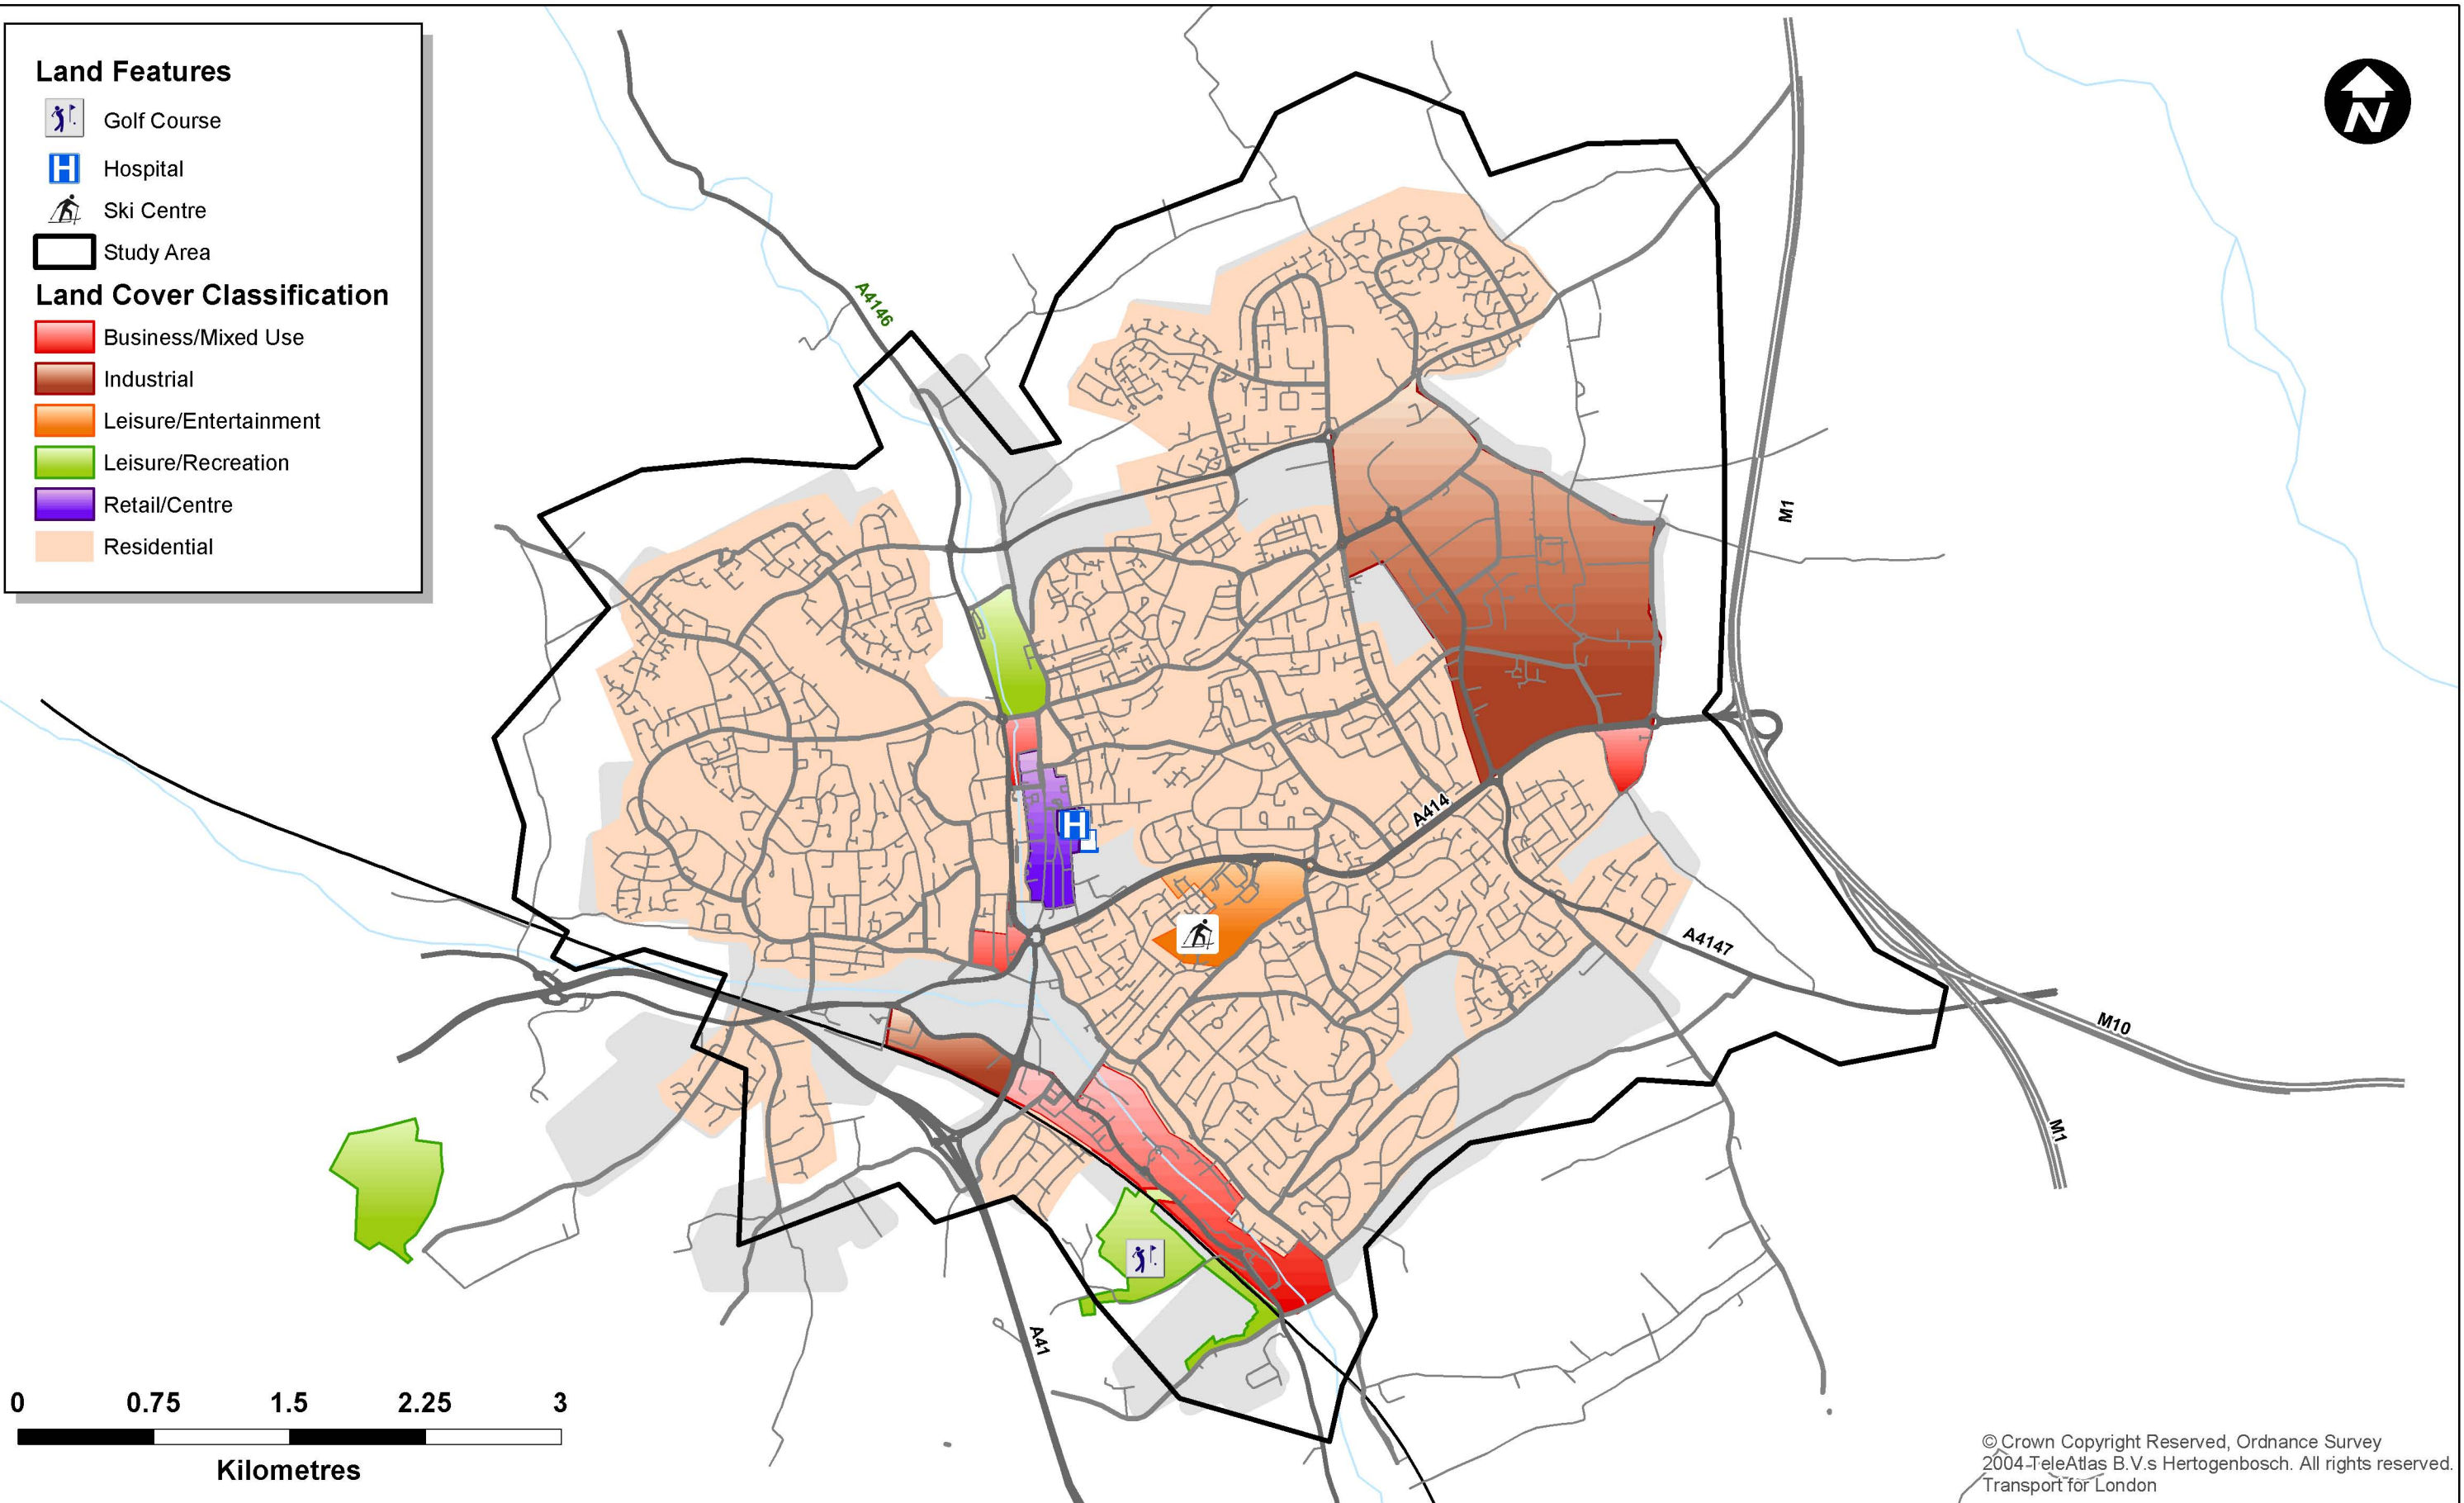 Land Features
Golf Course
H
Hospital
Ski Centre
Study Area
Land Cover Classification
Business/Mixed Use
Industrial
Leisure/Entertainment
Leisure/Recreation
Retail/Centre
Residential
N
A4146
M1
H
A414
A4147
M10
M1
A41
0 0.75 1.5 2.25 3
Kilometres
© Crown Copyright Reserved, Ordnance Survey
2004 TeleAtlas B.V.s Hertogenbosch. All rights reserved.
Transport for London